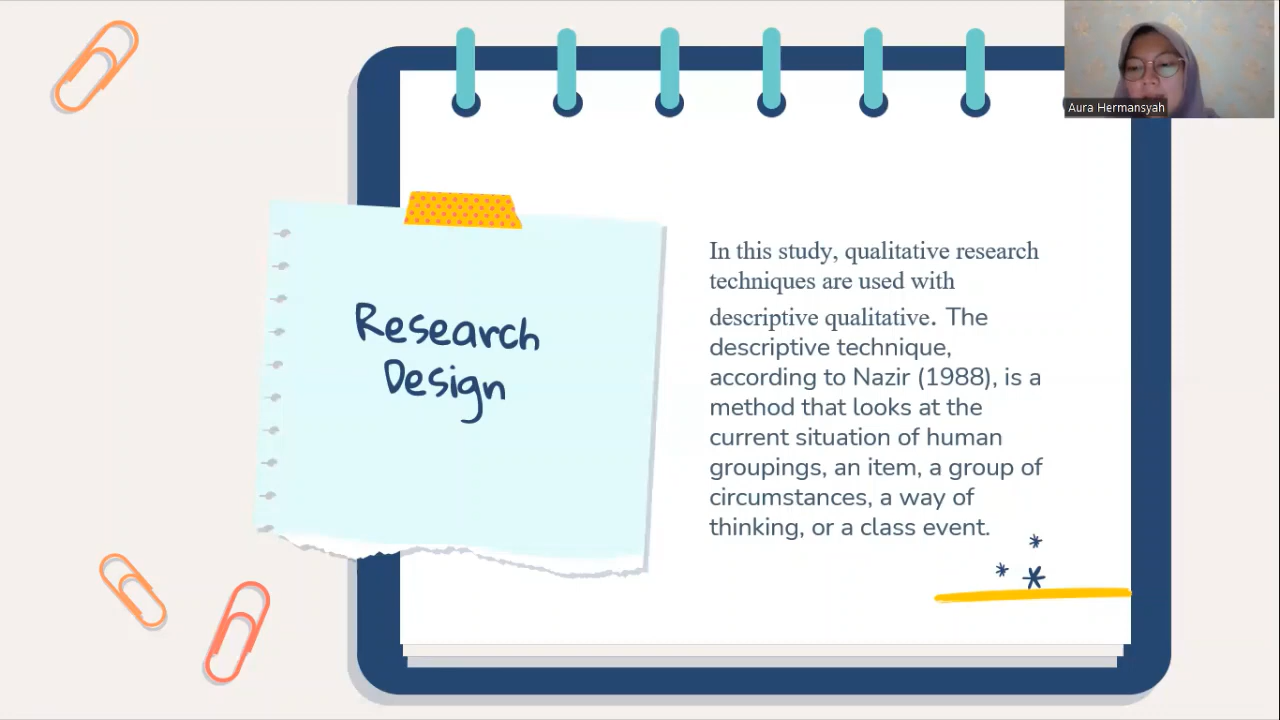 Aura Hermansyah
Research
Design
In this study, qualitative research
techniques are used with
descriptive qualitative. The
descriptive technique,
according to Nazir (1988), is a
method that looks at the
current situation of human
groupings, an item, a group of
circumstances, a way of
thinking, or a class event.